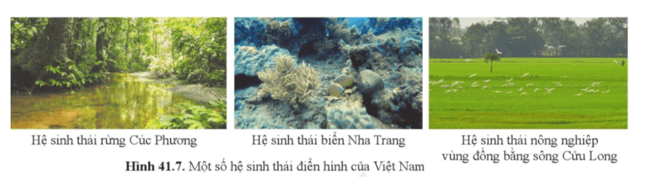 Hệ sinh thái rừng Cúc Phương
Hệ sinh thái biển Nha Trang
Hệ sinh thái nông nghiệp
vùng đồng bằng sông Cửu Long
Hình 41.7. Một số hệ sinh thái điển hình của Việt Nam